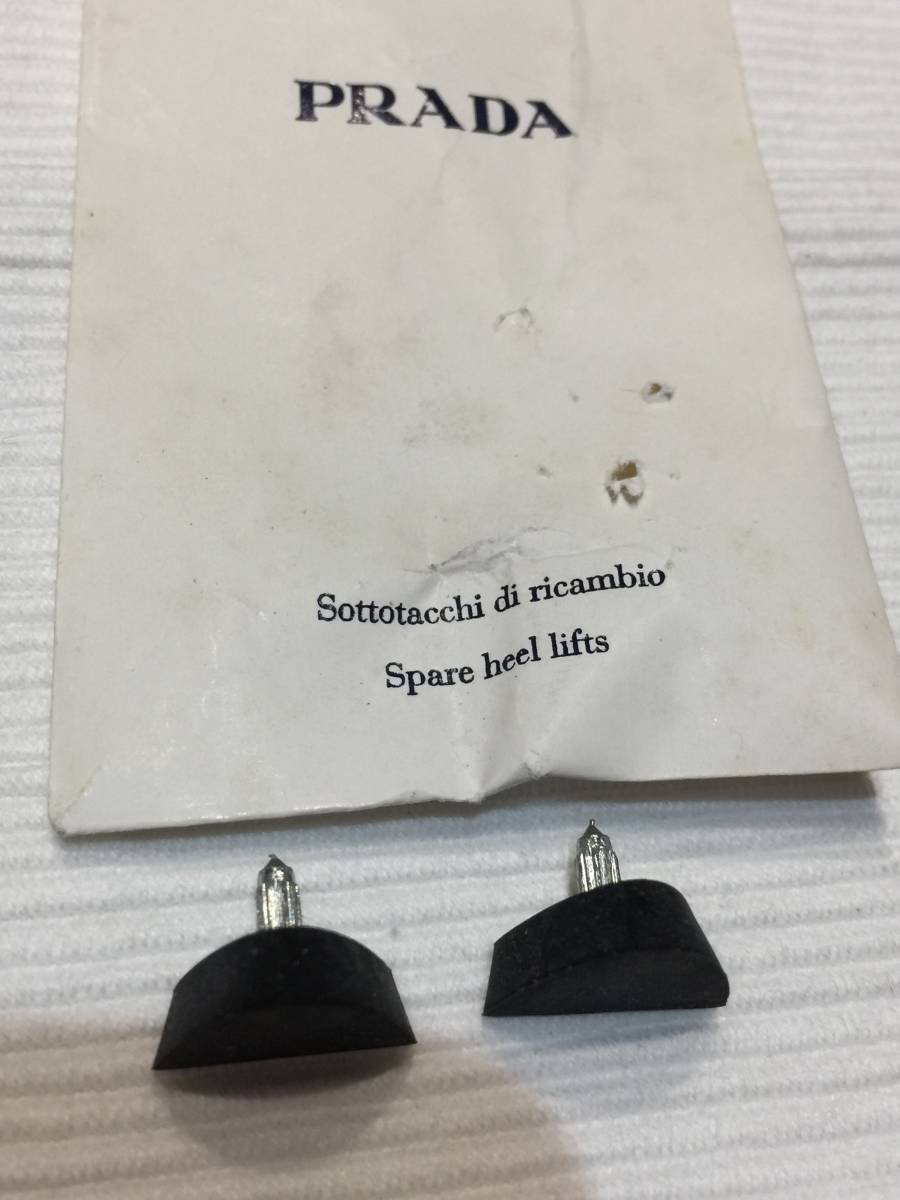 PRADA
Sottotacchi di ricambio
Spare heel lifts